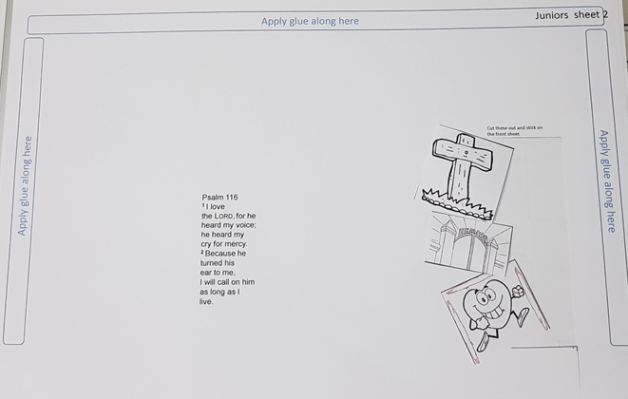 Juniors sheet 2
Apply glue along here
Apply glue along here
Apply glue along here
Cut these out and stick on
the front sheet
Psalm 116
¹ I love
the LORD, for he
heard my voice;
he heard my
cry for mercy.
² Because he
turned his
ear to me,
I will call on him
as long as I
live.